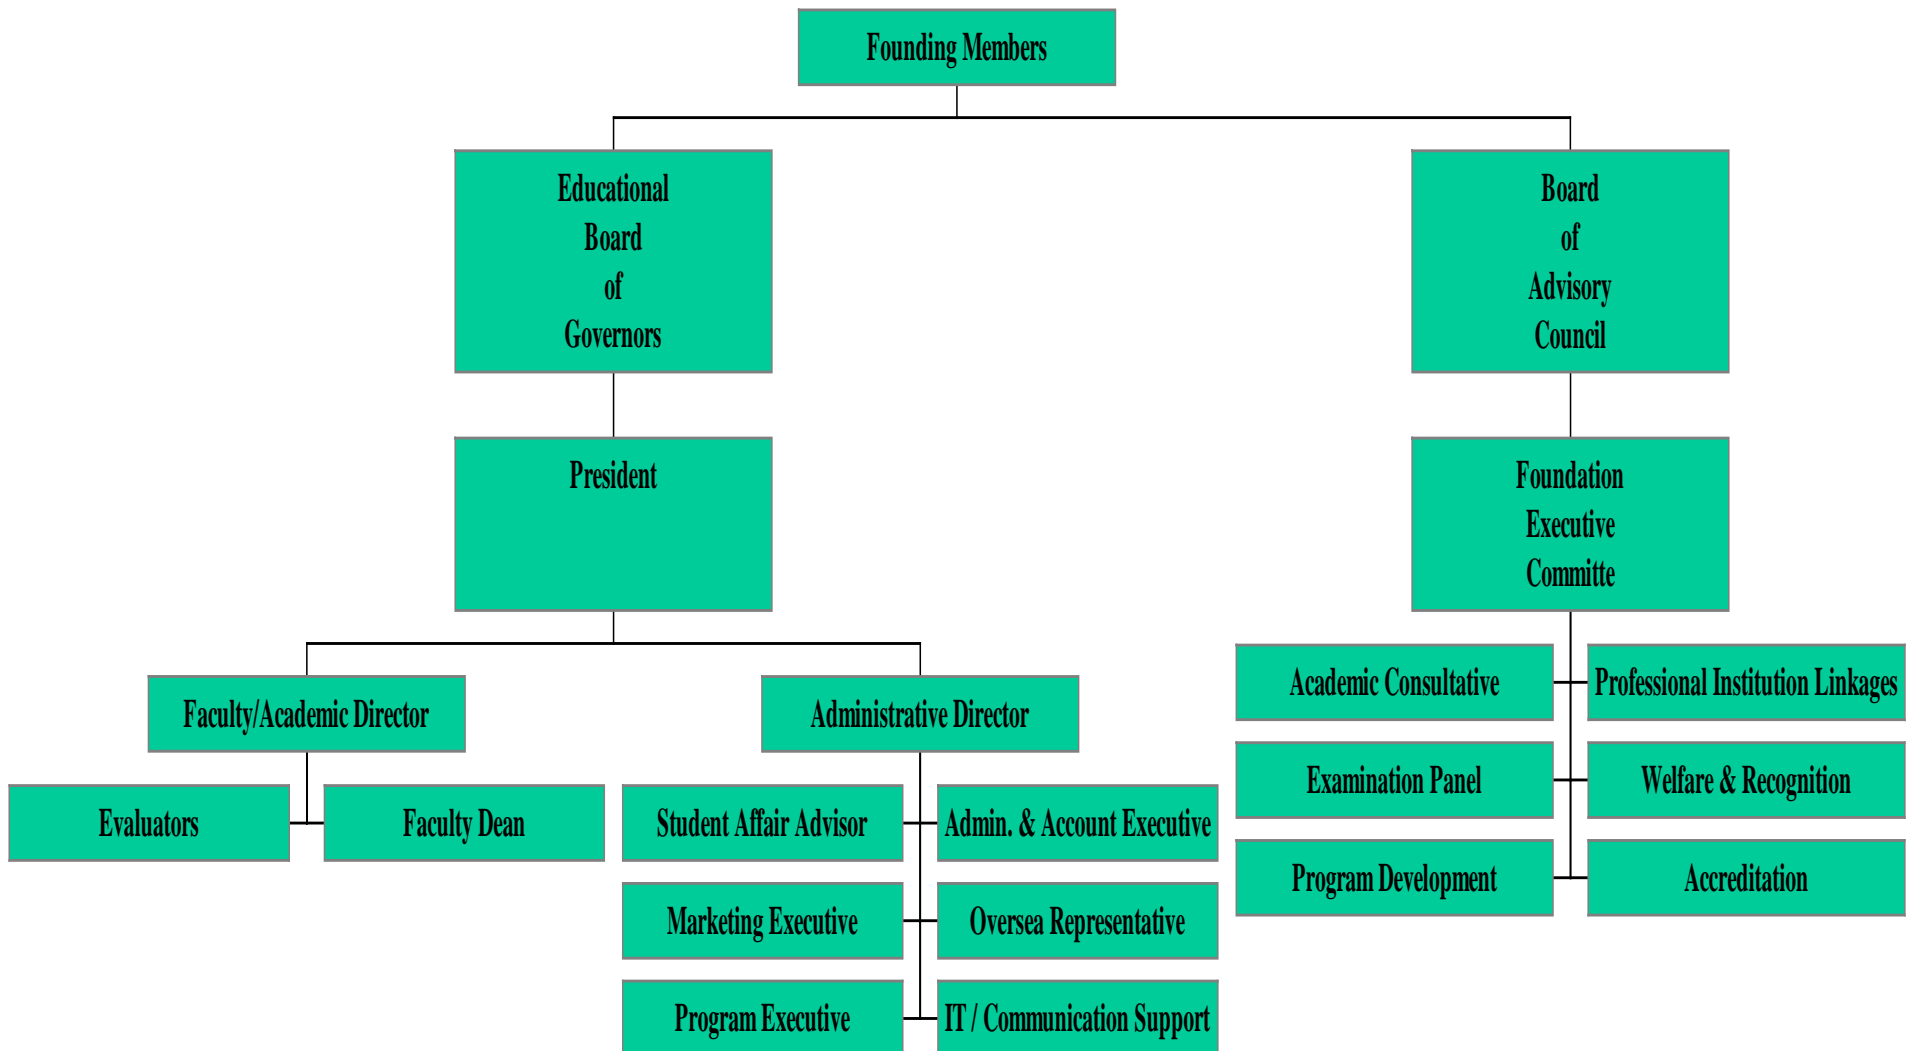 Founding Members
Educational
Board
of
Governors
Board
of
Advisory
Council
President
Foundation
Executive
Committe
Faculty/Academic Director
Administrative Director
Academic Consultative
Professional Institution Linkages
Examination Panel
Welfare & Recognition
Program Development
Accreditation
Evaluators
Faculty Dean
Student Affair Advisor
Admin. & Account Executive
Marketing Executive
Oversea Representative
Program Executive
IT / Communication Support